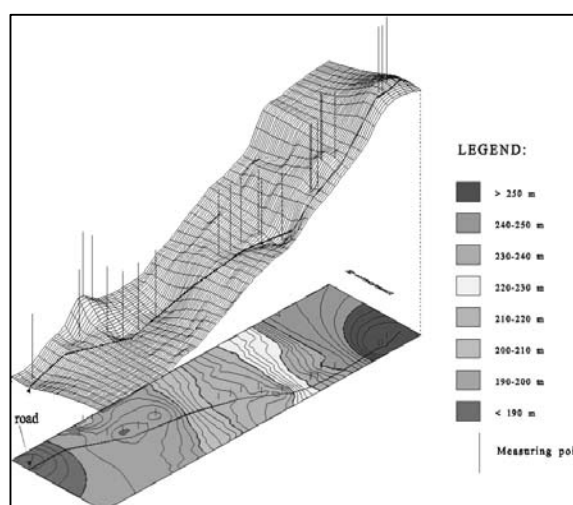 LEGEND:
> 250 m
240-250 m
230-240 m
220-230 m
210-220 m
200-210 m
190-200 m
< 190 m
Measuring poi
road